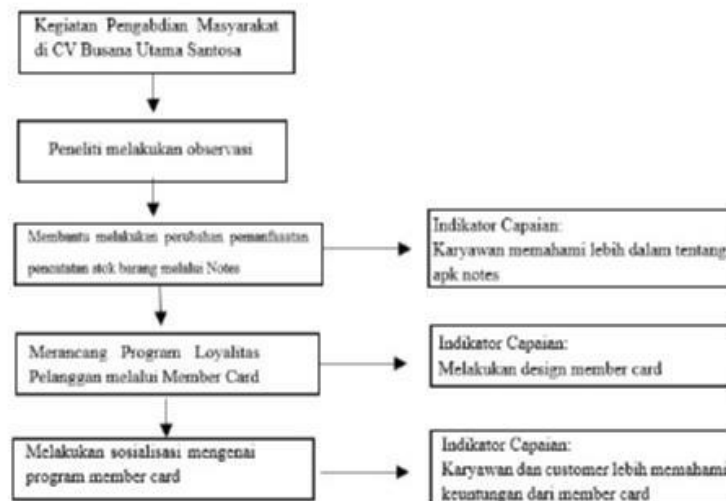 Kegiatan Pengabdian Masyarakat
di CV Busana Utama Santosa
Peneliti melakukan observasi
Membantu melakukan perubahan pemanfaatan
pencatatan stok barang melalui Notes
Indikator Capaian:
Karyawan memahami lebih dalam tentang
apk notes
Merancang Program Loyalitas
Pelanggan melalui Member Card
Indikator Capaian:
Melakukan design member card
Melakukan sosialisasi mengenai
program member card
Indikator Capaian:
Karyawan dan customer lebih memahami
keuntungan dari member card